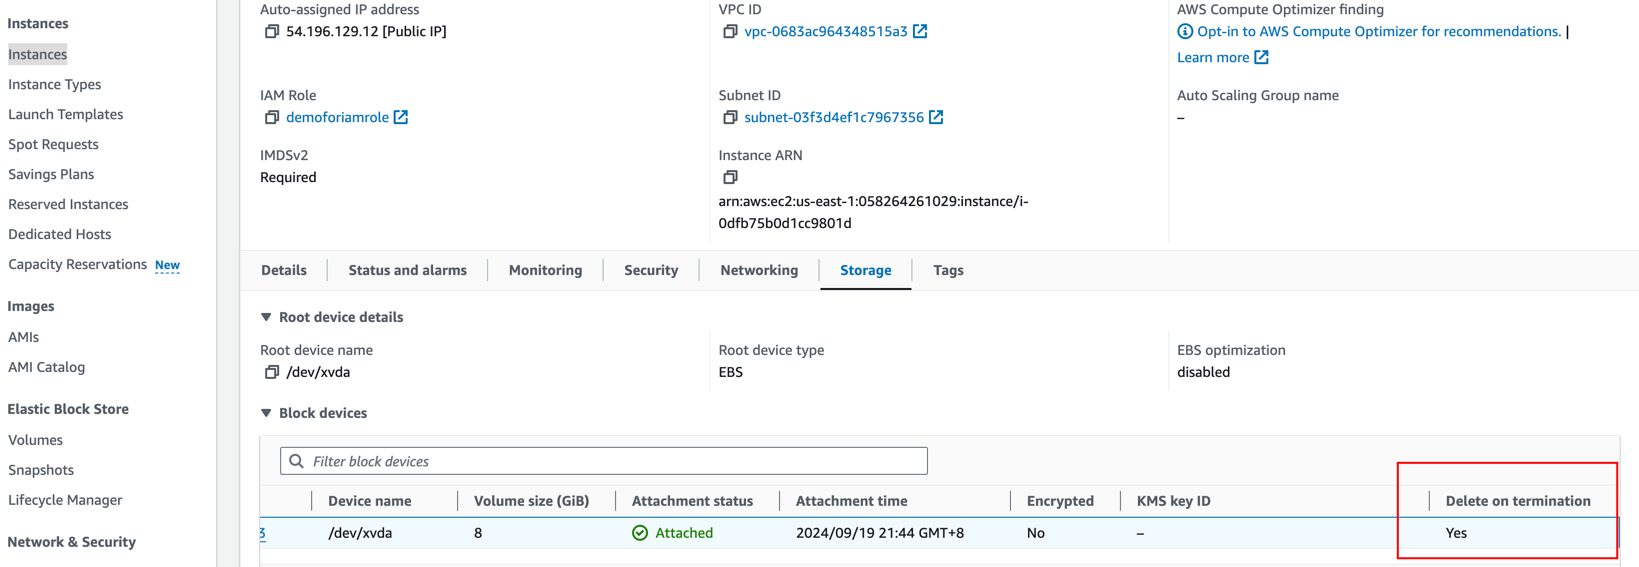 Instances
Instances
Instance Types
Launch Templates
Spot Requests
Savings Plans
Reserved Instances
Dedicated Hosts
Capacity Reservations New
Images
AMIs
AMI Catalog
Elastic Block Store
Volumes
Snapshots
Lifecycle Manager
Network & Security
Auto-assigned IP address
54.196.129.12 [Public IP]
VPC ID
vpc-0683ac964348515a3
AWS Compute Optimizer finding
Opt-in to AWS Compute Optimizer for recommendations. |
Learn more
IAM Role
demoforiamrole
Subnet ID
subnet-03f3d4ef1c7967356
Auto Scaling Group name
–
IMDSv2
Required
Instance ARN
arn:aws:ec2:us-east-1:058264261029:instance/i-
0dfb75b0d1cc9801d
Details Status and alarms Monitoring Security Networking Storage Tags
Root device details
Root device name
/dev/xvda
Root device type
EBS
EBS optimization
disabled
Block devices
Filter block devices
Device name Volume size (GiB) Attachment status Attachment time Encrypted KMS key ID Delete on termination
3 /dev/xvda 8 Attached 2024/09/19 21:44 GMT+8 No – Yes